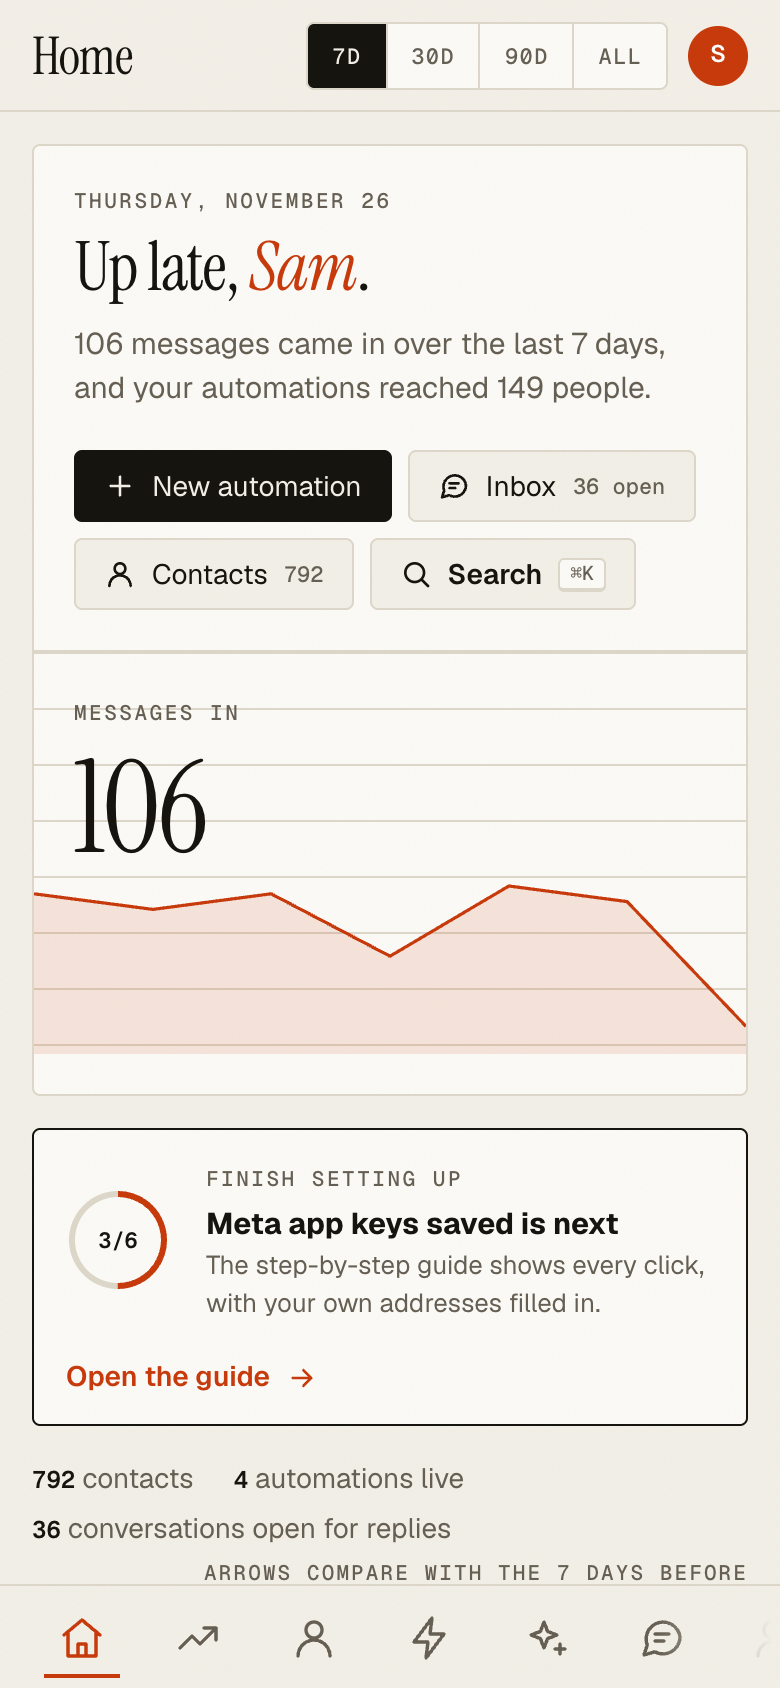 Home
7D 30D 90D ALL
S
THURSDAY, NOVEMBER 26
Up late, Sam.
106 messages came in over the last 7 days,
and your automations reached 149 people.
New automation
Inbox 36 open
Contacts 792
Search ⌘K
MESSAGES IN
106
3/6
FINISH SETTING UP
Meta app keys saved is next
The step-by-step guide shows every click,
with your own addresses filled in.
Open the guide →
792 contacts 4 automations live
36 conversations open for replies
ARROWS COMPARE WITH THE 7 DAYS BEFORE